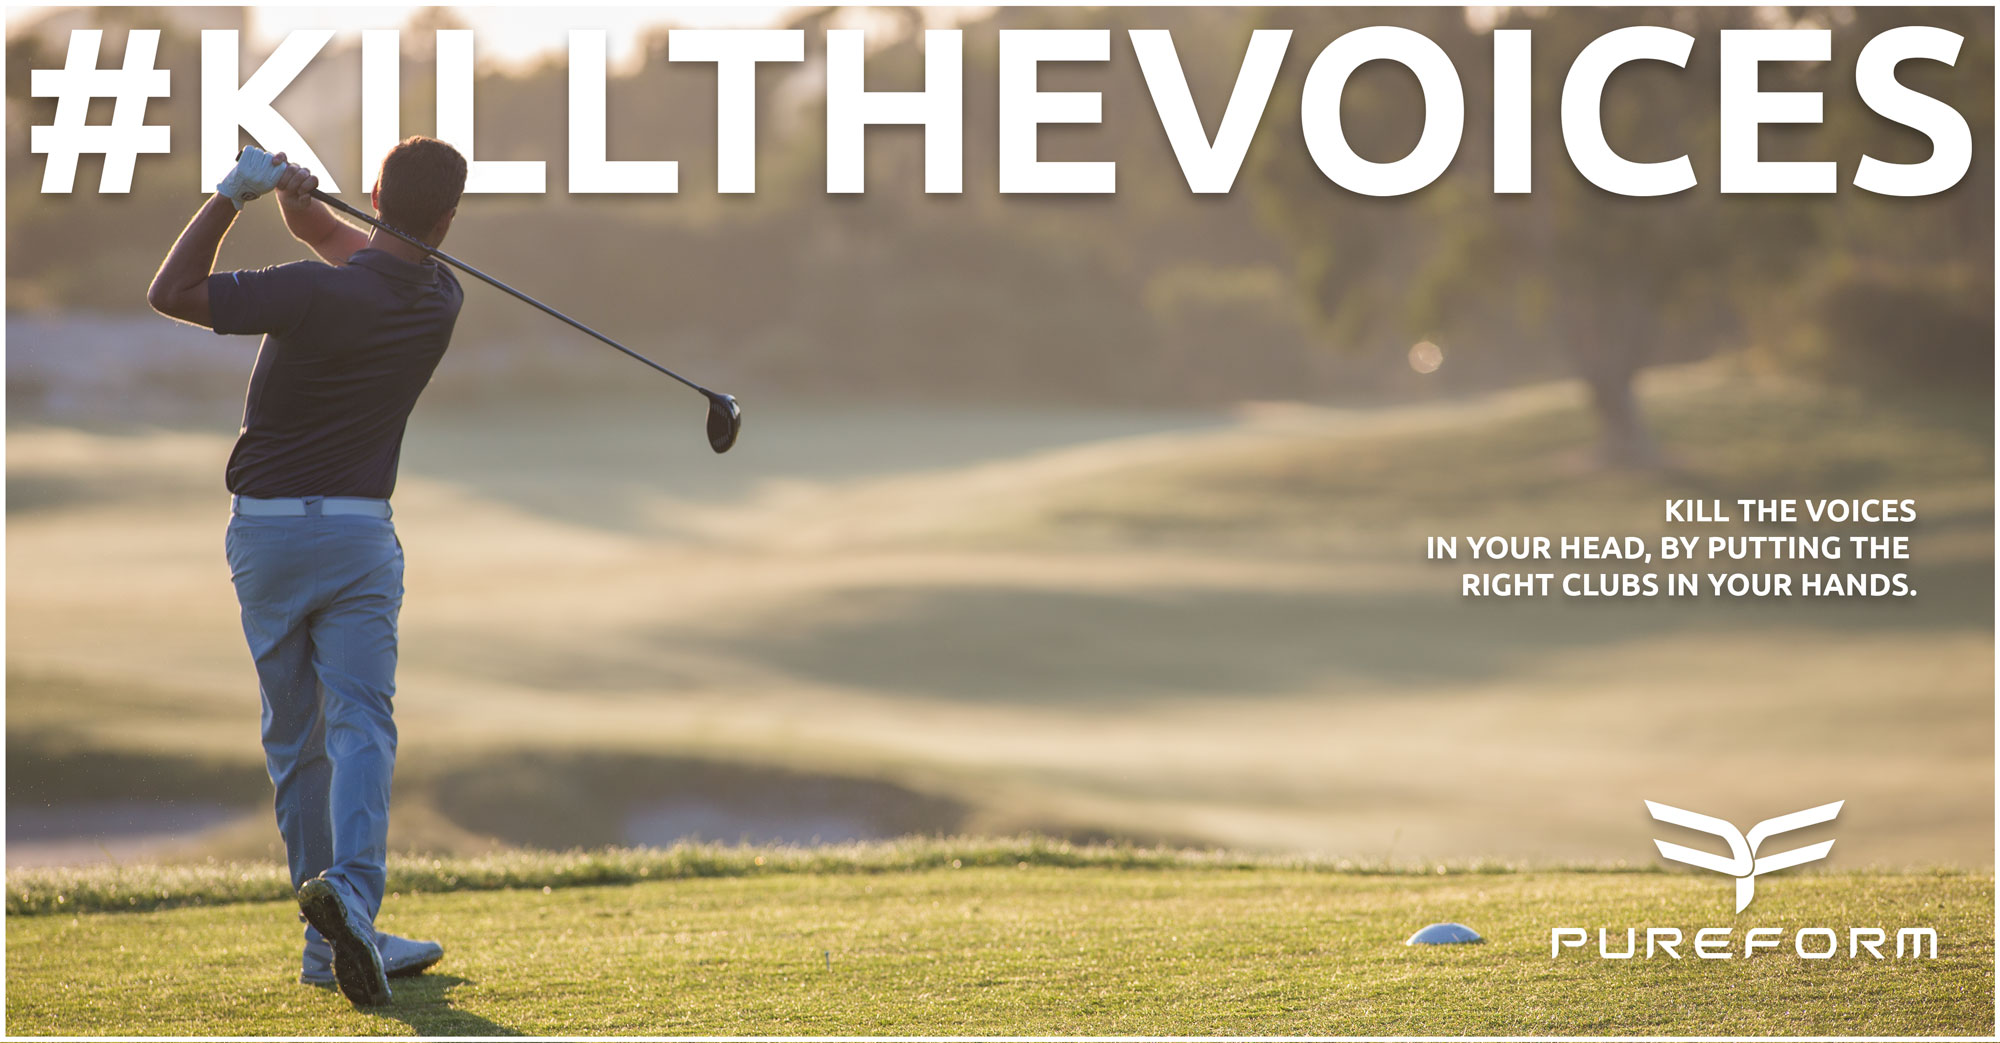 #KILLTHEVOICES
KILL THE VOICES
IN YOUR HEAD, BY PUTTING THE
RIGHT CLUBS IN YOUR HANDS.
PUREFORM